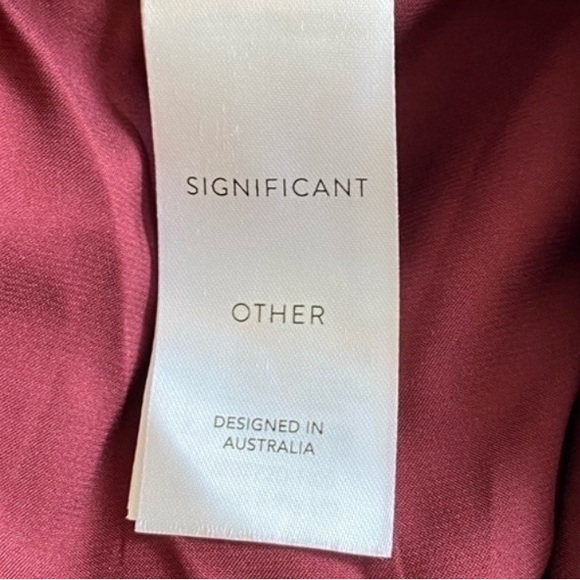 SIGNIFICANT
OTHER
DESIGNED IN
AUSTRALIA